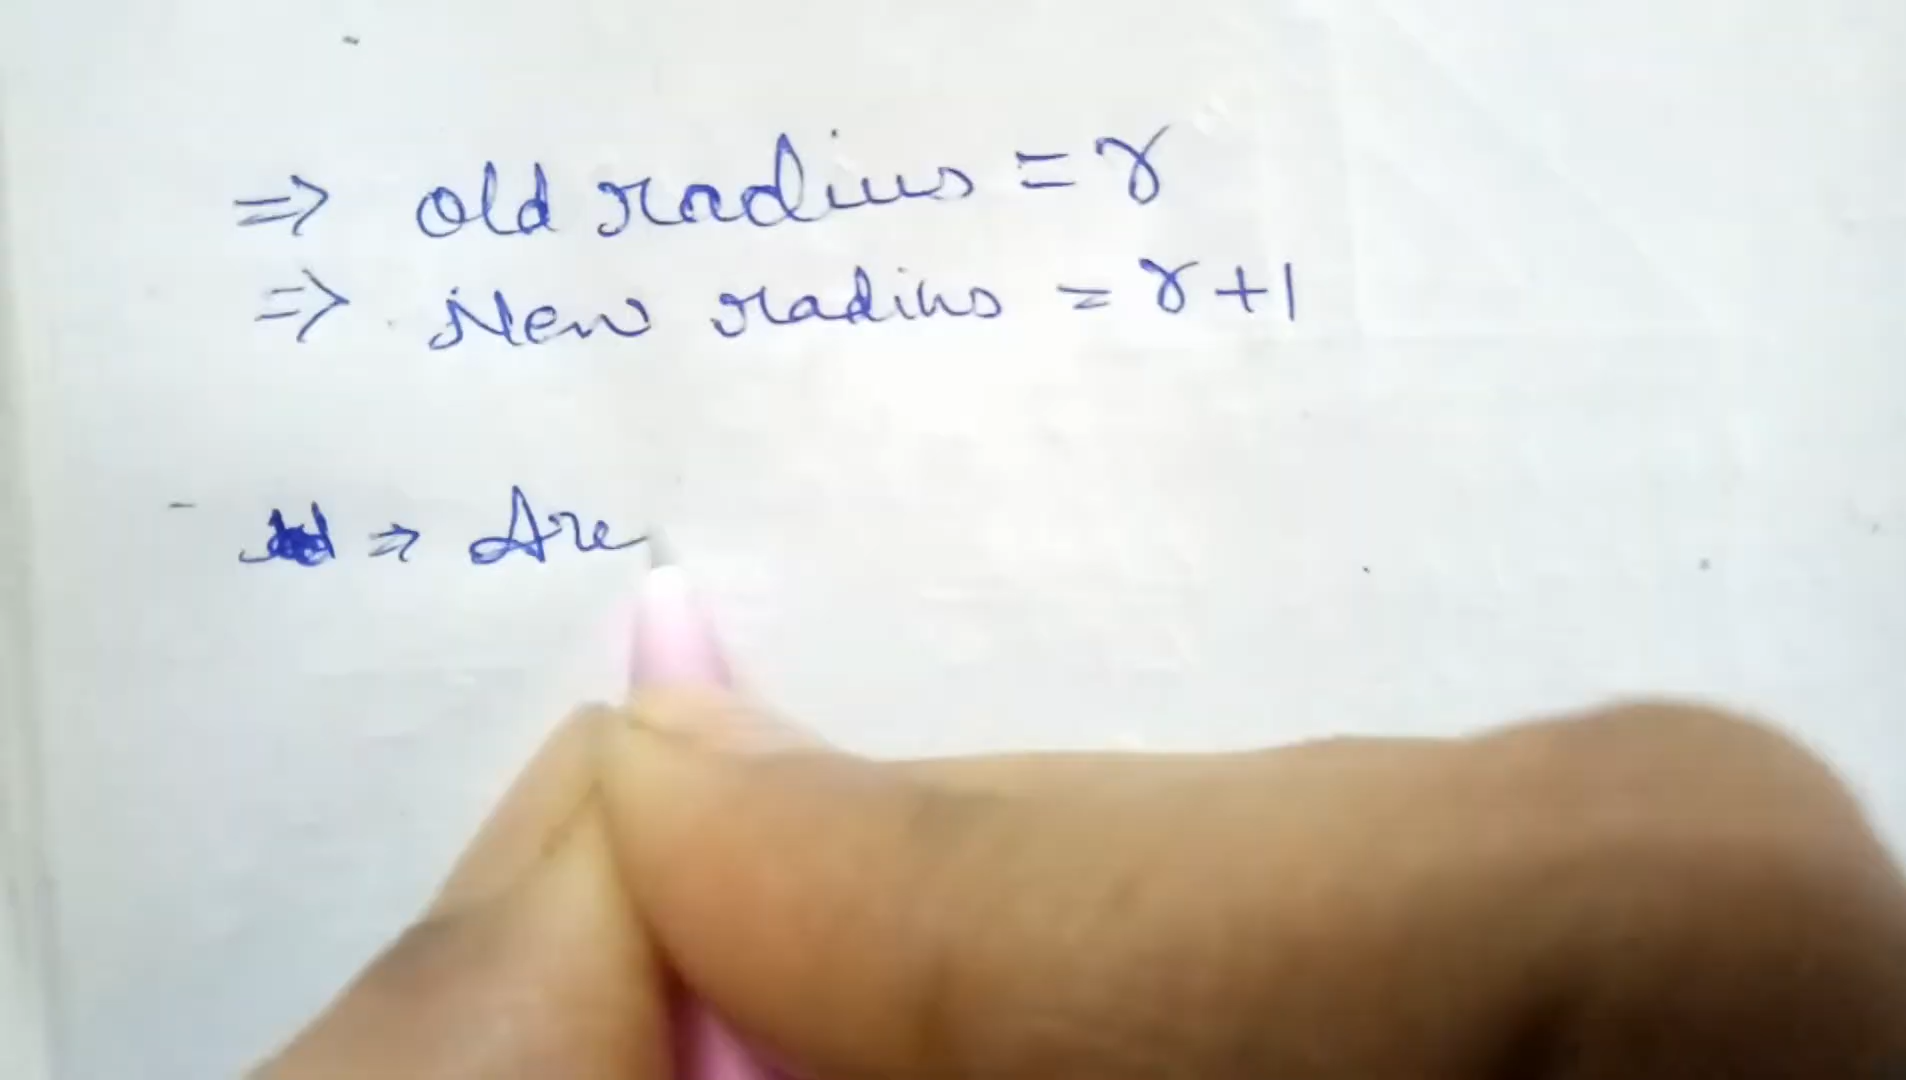 ⇒ old radius = r
⇒ New radius = r + 1
⇒ Are